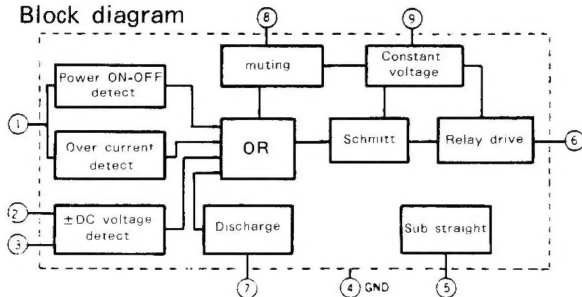 Block diagram
8
9
muting
Constant
voltage
Power ON-OFF
detect
1
Over current
detect
OR
Schmitt
Relay drive
6
2
3
±DC voltage
detect
Discharge
Sub straight
7
4 GND
5